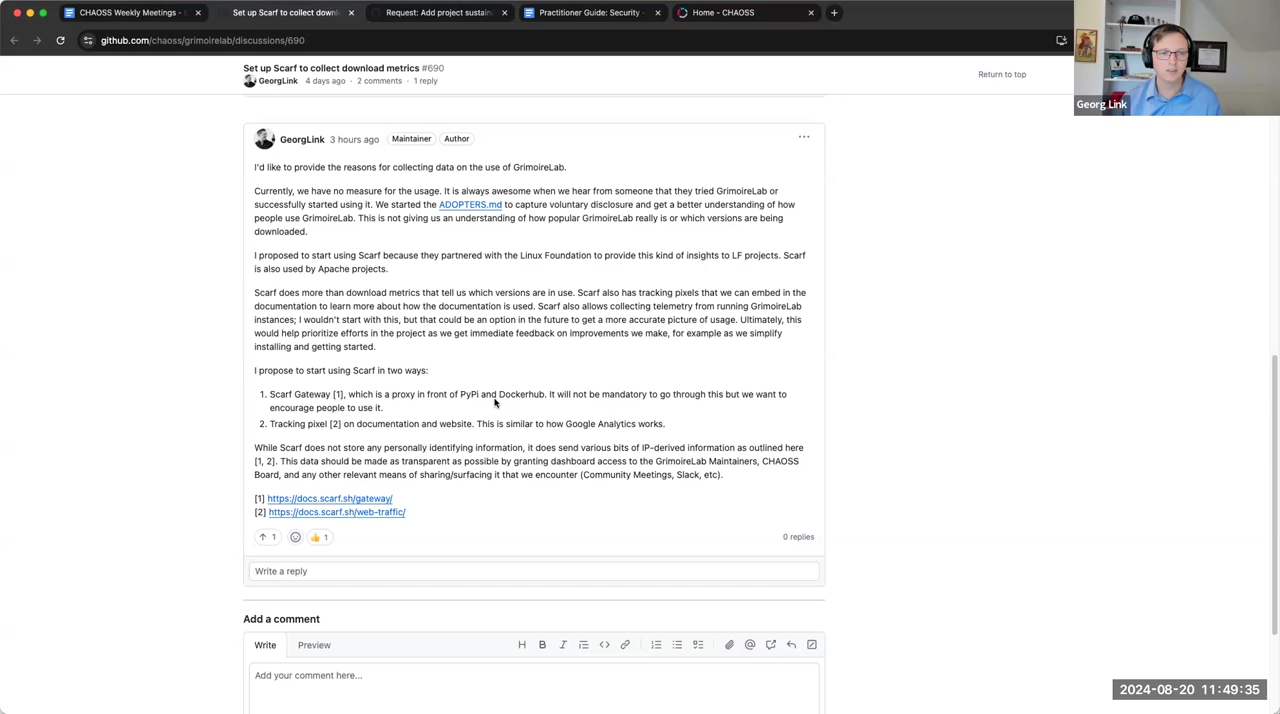 CHAOSS Weekly Meetings -
Set up Scarf to collect downl
Request: Add project sustain
Practitioner Guide: Security -
Home – CHAOSS
github.com/chaoss/grimoirelab/discussions/690
Set up Scarf to collect download metrics #690
GeorgLink 4 days ago · 2 comments · 1 reply
Return to top
Georg Link
GeorgLink 3 hours ago Maintainer Author
I'd like to provide the reasons for collecting data on the use of GrimoireLab.
Currently, we have no measure for the usage. It is always awesome when we hear from someone that they tried GrimoireLab or
successfully started using it. We started the ADOPTERS.md to capture voluntary disclosure and get a better understanding of how
people use GrimoireLab. This is not giving us an understanding of how popular GrimoireLab really is or which versions are being
downloaded.
I proposed to start using Scarf because they partnered with the Linux Foundation to provide this kind of insights to LF projects. Scarf
is also used by Apache projects.
Scarf does more than download metrics that tell us which versions are in use. Scarf also has tracking pixels that we can embed in the
documentation to learn more about how the documentation is used. Scarf also allows collecting telemetry from running GrimoireLab
instances; I wouldn't start with this, but that could be an option in the future to get a more accurate picture of usage. Ultimately, this
would help prioritize efforts in the project as we get immediate feedback on improvements we make, for example as we simplify
installing and getting started.
I propose to start using Scarf in two ways:
1. Scarf Gateway [1], which is a proxy in front of PyPi and Dockerhub. It will not be mandatory to go through this but we want to
encourage people to use it.
2. Tracking pixel [2] on documentation and website. This is similar to how Google Analytics works.
While Scarf does not store any personally identifying information, it does send various bits of IP-derived information as outlined here
[1, 2]. This data should be made as transparent as possible by granting dashboard access to the GrimoireLab Maintainers, CHAOSS
Board, and any other relevant means of sharing/surfacing it that we encounter (Community Meetings, Slack, etc).
[1] https://docs.scarf.sh/gateway/
[2] https://docs.scarf.sh/web-traffic/
1 1 0 replies
Write a reply
Add a comment
Write Preview
Add your comment here...
2024-08-20 11:49:35